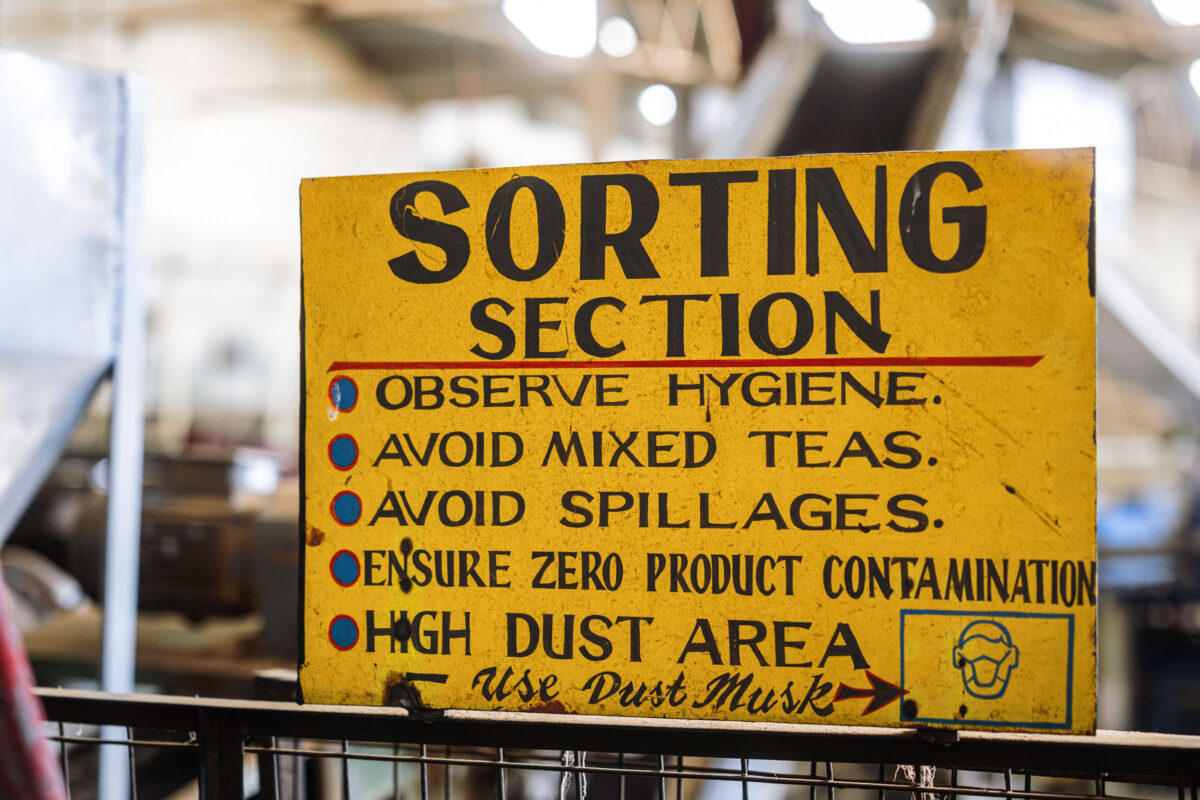 SORTING
SECTION
OBSERVE HYGIENE.
AVOID MIXED TEAS.
AVOID SPILLAGES.
ENSURE ZERO PRODUCT CONTAMINATION
HIGH DUST AREA
- Use Dust Musk